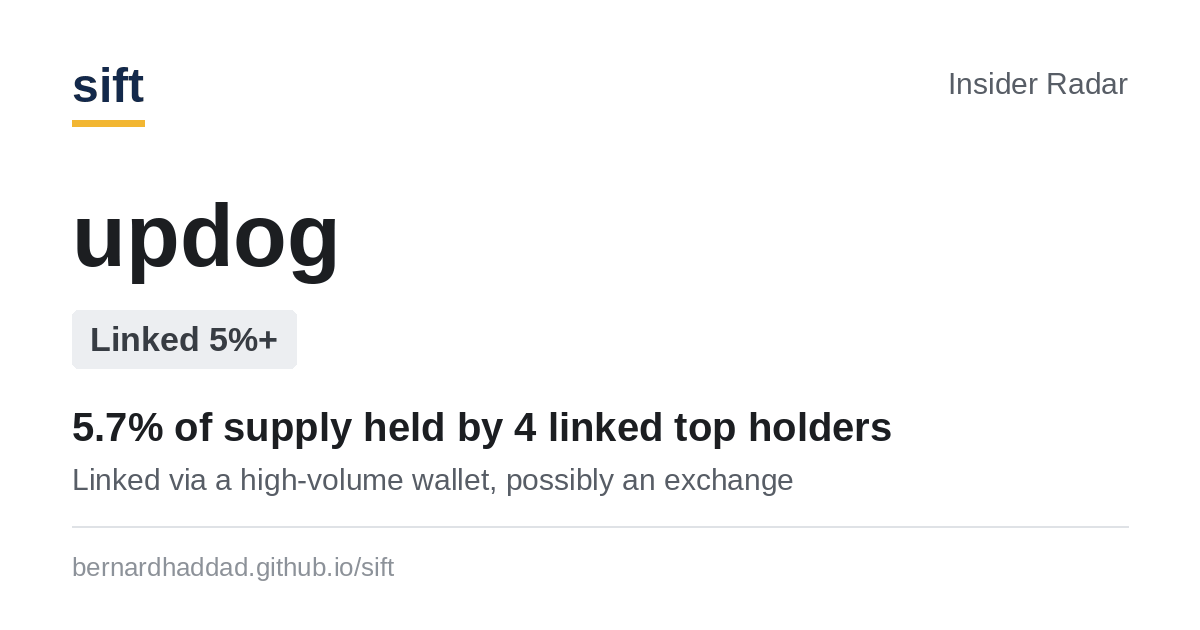 sift
Insider Radar
updog
Linked 5%+
5.7% of supply held by 4 linked top holders
Linked via a high-volume wallet, possibly an exchange
bernardhaddad.github.io/sift